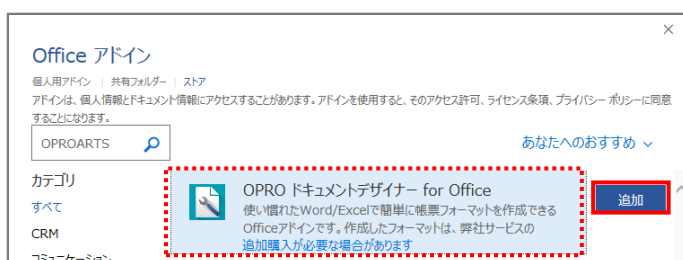 Office アドイン
個人用アドイン | 共有フォルダー | ストア
アドインは、個人情報とドキュメント情報にアクセスすることがあります。アドインを使用すると、そのアクセス許可、ライセンス条項、プライバシー ポリシーに同意
することになります。
OPROARTS
あなたへのおすすめ
カテゴリ
すべて
CRM
コミュニケーション
OPRO ドキュメントデザイナー for Office
使い慣れたWord/Excelで簡単に帳票フォーマットを作成できる
Officeアドインです。作成したフォーマットは、弊社サービスの
追加購入が必要な場合があります
追加